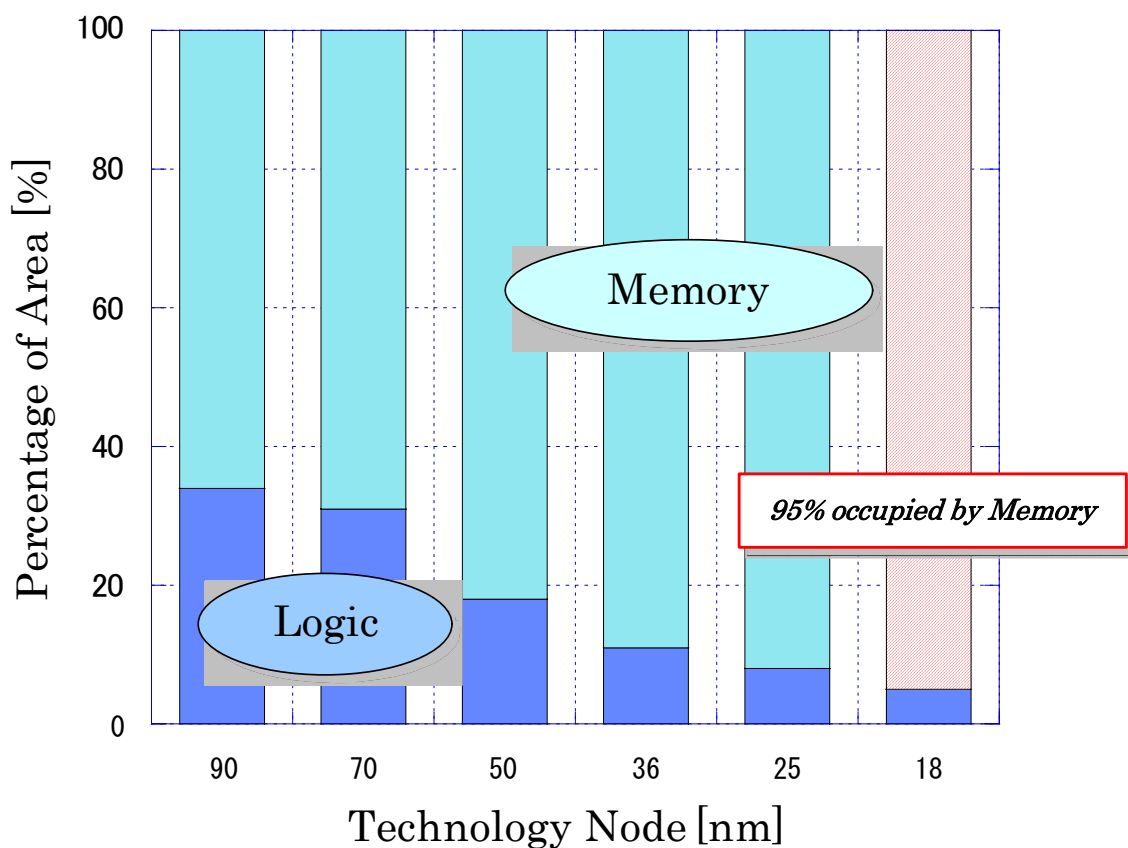 100
80
60
40
20
0
Percentage of Area [%]
Memory
95% occupied by Memory
Logic
90 70 50 36 25 18
Technology Node [nm]